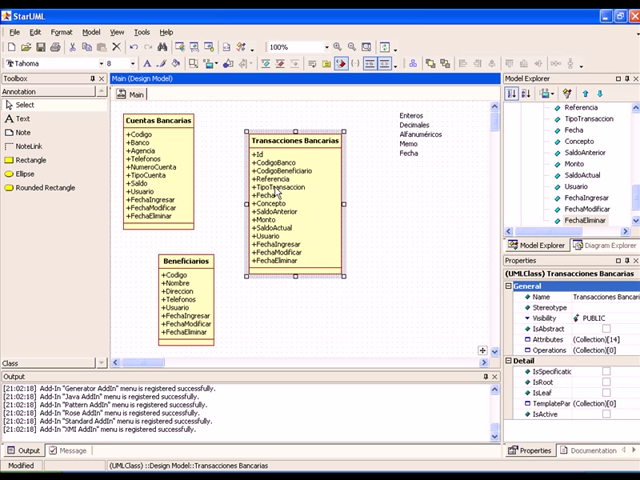 StarUML
File Edit Format Model View Tools Help
100%
Tahoma 8
Toolbox
Annotation
Select
Text
Note
NoteLink
Rectangle
Ellipse
Rounded Rectangle
Class
Main (Design Model)
Main
Cuentas Bancarias
+Codigo
+Banco
+Agencia
+Telefonos
+NumeroCuenta
+TipoCuenta
+Saldo
+Usuario
+FechaIngresar
+FechaModificar
+FechaEliminar
Transacciones Bancarias
+Id
+CodigoBanco
+CodigoBeneficiario
+Referencia
+TipoTransaccion
+Fecha
+Concepto
+SaldoAnterior
+Monto
+SaldoActual
+Usuario
+FechaIngresar
+FechaModificar
+FechaEliminar
Beneficiarios
+Codigo
+Nombre
+Direccion
+Telefonos
+Usuario
+FechaIngresar
+FechaModificar
+FechaEliminar
Enteros
Decimales
Alfanuméricos
Memo
Fecha
Model Explorer
Referencia
TipoTransaccion
Fecha
Concepto
SaldoAnterior
Monto
SaldoActual
Usuario
FechaIngresar
FechaModificar
FechaEliminar
Model Explorer Diagram Explorer
Properties
(UMLClass) Transacciones Bancarias
General
Name Transacciones Bancarias
Stereotype
Visibility PUBLIC
IsAbstract
Attributes (Collection)[14]
Operations (Collection)[0]
Detail
IsSpecificatic
IsRoot
IsLeaf
TemplatePar (Collection)[0]
IsActive
Properties Documentation
Output
[21:02:18] Add-In "Generator AddIn" menu is registered successfully.
[21:02:18] Add-In "Java AddIn" menu is registered successfully.
[21:02:18] Add-In "Pattern AddIn" menu is registered successfully.
[21:02:18] Add-In "Rose AddIn" menu is registered successfully.
[21:02:18] Add-In "Standard AddIn" menu is registered successfully.
[21:02:18] Add-In "XMI AddIn" menu is registered successfully.
Output Message
Modified (UMLClass) ::Design Model::Transacciones Bancarias